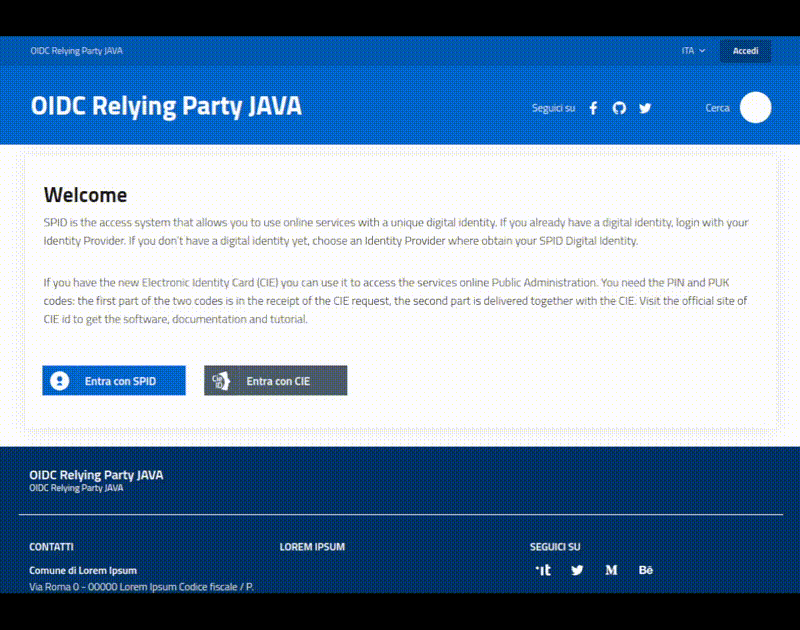 OIDC Relying Party JAVA
ITA
Accedi
OIDC Relying Party JAVA
Seguici su
Cerca
Welcome
SPID is the access system that allows you to use online services with a unique digital identity. If you already have a digital identity, login with your
Identity Provider. If you don't have a digital identity yet, choose an Identity Provider where obtain your SPID Digital Identity.
If you have the new Electronic Identity Card (CIE) you can use it to access the services online Public Administration. You need the PIN and PUK
codes: the first part of the two codes is in the receipt of the CIE request, the second part is delivered together with the CIE. Visit the official site of
CIE id to get the software, documentation and tutorial.
Entra con SPID
Cie
iD
Entra con CIE
OIDC Relying Party JAVA
OIDC Relying Party JAVA
CONTATTI
LOREM IPSUM
SEGUICI SU
Comune di Lorem Ipsum
Via Roma 0 - 00000 Lorem Ipsum Codice fiscale / P.
it
M
Bē